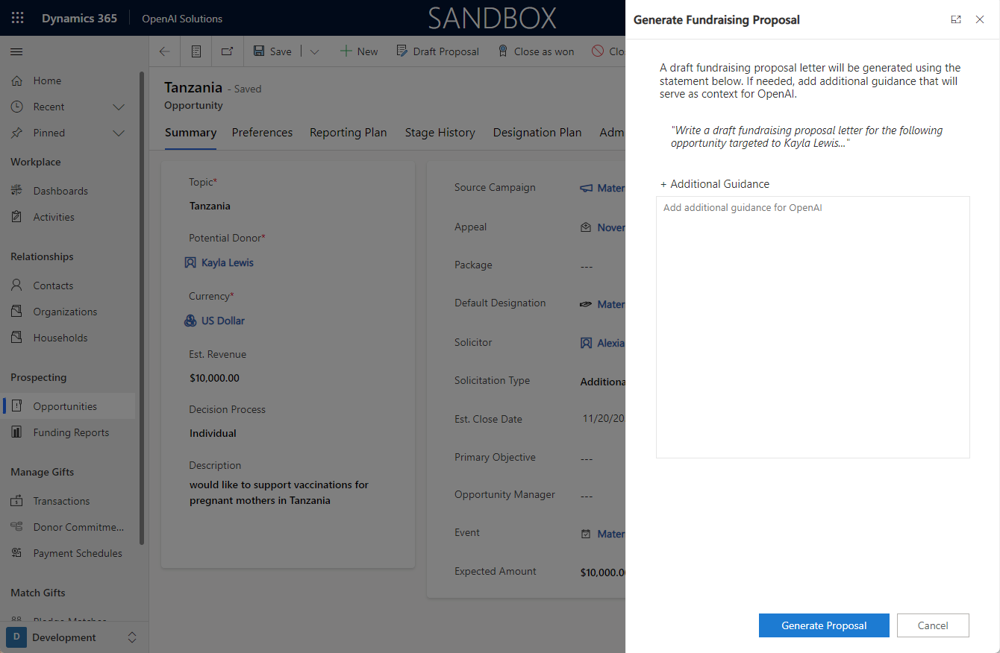 Dynamics 365
OpenAI Solutions
SANDBOX
Home
Recent
Pinned
Workplace
Dashboards
Activities
Relationships
Contacts
Organizations
Households
Prospecting
Opportunities
Funding Reports
Manage Gifts
Transactions
Donor Commitme...
Payment Schedules
Match Gifts
Pledge Matches
D
Development
Save
New
Draft Proposal
Close as won
Clo
Tanzania - Saved
Opportunity
Summary
Preferences
Reporting Plan
Stage History
Designation Plan
Adm
Topic*
Tanzania
Potential Donor*
Kayla Lewis
Currency*
US Dollar
Est. Revenue
$10,000.00
Decision Process
Individual
Description
would like to support vaccinations for
pregnant mothers in Tanzania
Source Campaign
Mater
Appeal
Nover
Package
---
Default Designation
Mater
Solicitor
Alexia
Solicitation Type
Additiona
Est. Close Date
11/20/20
Primary Objective
---
Opportunity Manager
---
Event
Mater
Expected Amount
$10,000.0
Generate Fundraising Proposal
A draft fundraising proposal letter will be generated using the
statement below. If needed, add additional guidance that will
serve as context for OpenAI.
"Write a draft fundraising proposal letter for the following
opportunity targeted to Kayla Lewis..."
+ Additional Guidance
Add additional guidance for OpenAI
Generate Proposal
Cancel